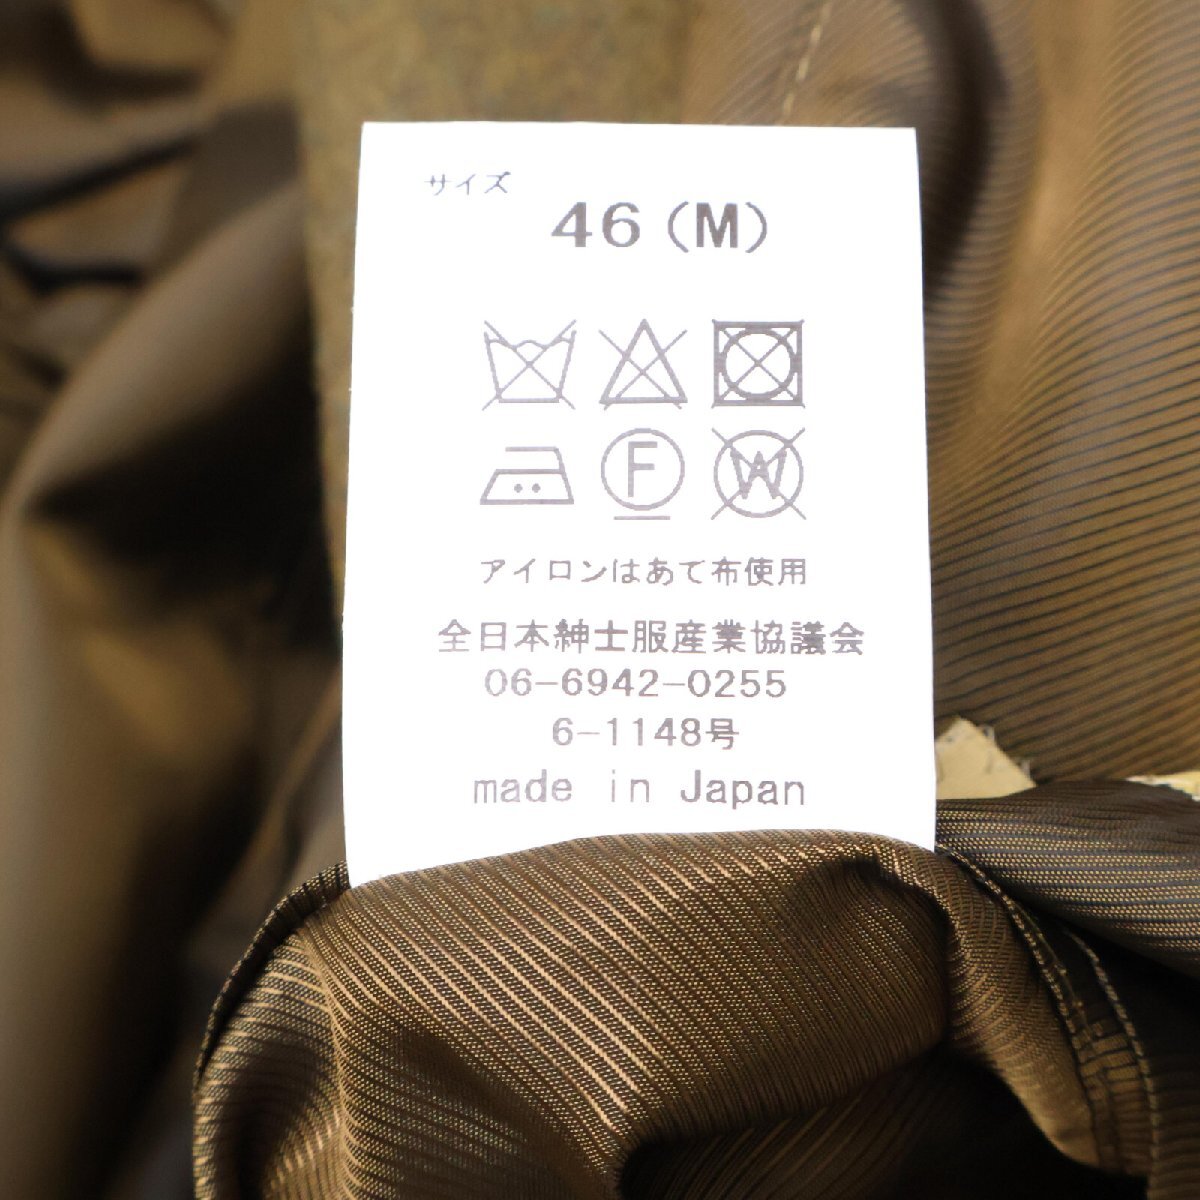 サイズ
46(M)
F W
アイロンはあて布使用
全日本紳士服産業協議会
06-6942-0255
6-1148号
made in Japan